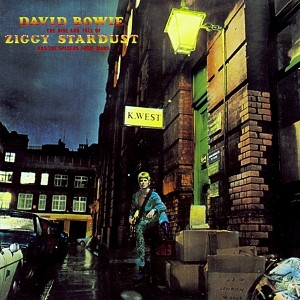 DAVID BOWIE
THE RISE AND FALL OF
ZIGGY STARDUST
AND THE SPIDERS FROM MARS
K.WEST